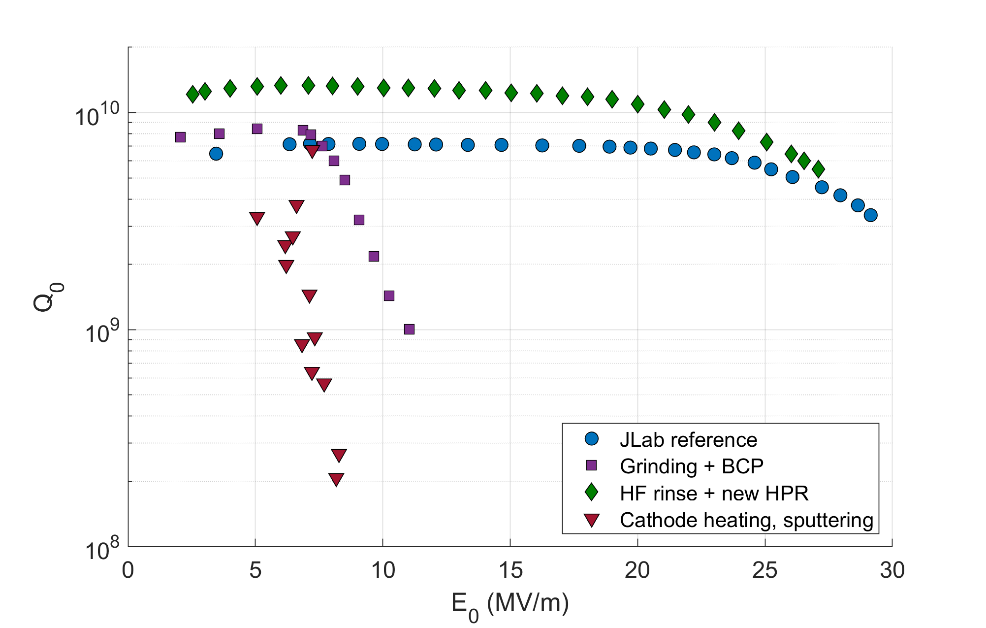 10^10
10^9
10^8
Q_0
0 5 10 15 20 25 30
E_0 (MV/m)
JLab reference
Grinding + BCP
HF rinse + new HPR
Cathode heating, sputtering